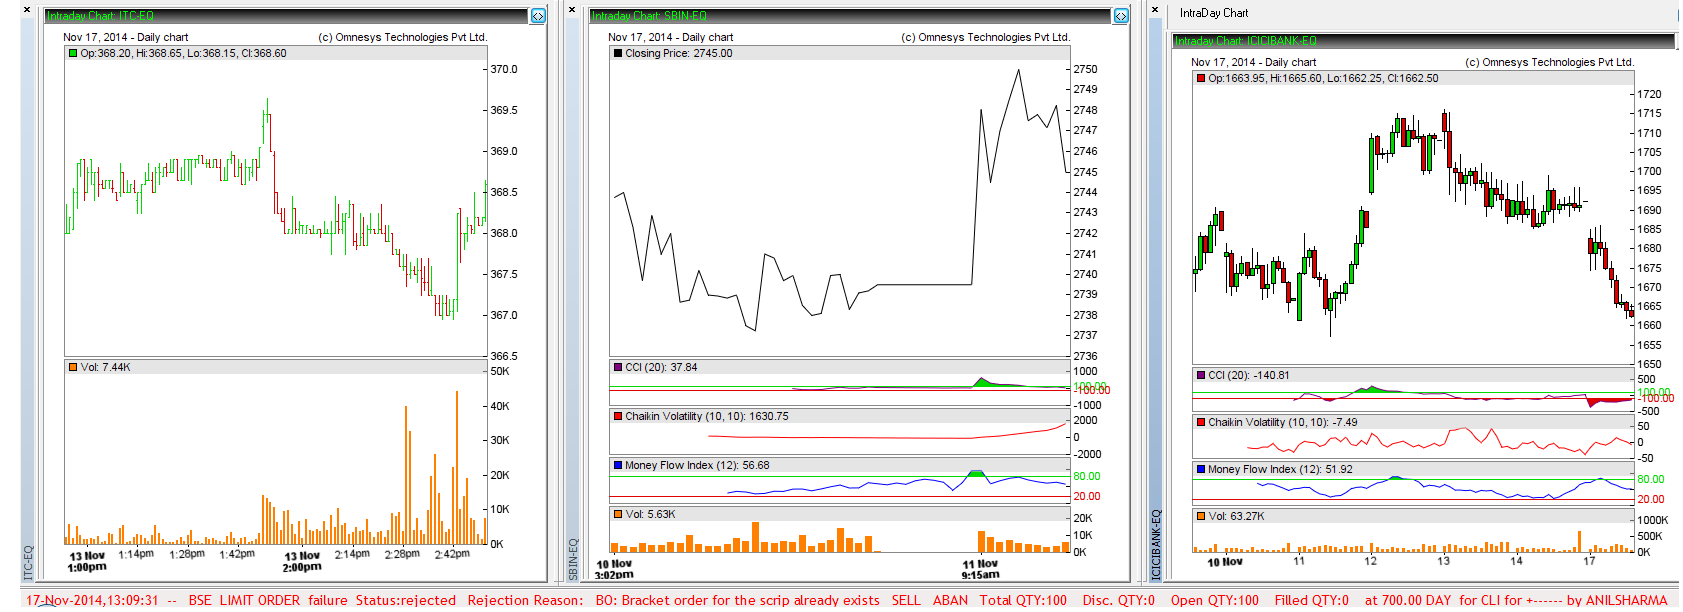 Intraday Chart: ITC-EQ
Nov 17, 2014 - Daily chart (c) Omnesys Technologies Pvt Ltd.
Op:368.20, Hi:368.65, Lo:368.15, Cl:368.60
370.0
369.5
369.0
368.5
368.0
367.5
367.0
366.5
Vol: 7.44K
50K
40K
30K
20K
10K
0K
13 Nov 1:14pm 1:28pm 1:42pm 13 Nov 2:14pm 2:28pm 2:42pm
1:00pm 2:00pm
ITC-EQ
Intraday Chart: SBIN-EQ
Nov 17, 2014 - Daily chart (c) Omnesys Technologies Pvt Ltd.
Closing Price: 2745.00
2750
2749
2748
2747
2746
2745
2744
2743
2742
2741
2740
2739
2738
2737
2736
CCI (20): 37.84
1000
100.00
-100.00
-1000
Chaikin Volatility (10, 10): 1630.75
2000
0
-2000
Money Flow Index (12): 56.68
80.00
20.00
Vol: 5.63K
20K
10K
0K
10 Nov 11 Nov
3:02pm 9:15am
SBIN-EQ
IntraDay Chart
Intraday Chart: ICICIBANK-EQ
Nov 17, 2014 - Daily chart (c) Omnesys Technologies Pvt Ltd.
Op:1663.95, Hi:1665.60, Lo:1662.25, Cl:1662.50
1720
1715
1710
1705
1700
1695
1690
1685
1680
1675
1670
1665
1660
1655
1650
CCI (20): -140.81
500
100.00
-100.00
-500
Chaikin Volatility (10, 10): -7.49
50
0
-50
Money Flow Index (12): 51.92
80.00
20.00
Vol: 63.27K
1000K
500K
0K
10 Nov 11 12 13 14 17
ICICIBANK-EQ
17-Nov-2014,13:09:31 -- BSE LIMIT ORDER failure Status:rejected Rejection Reason: BO: Bracket order for the scrip already exists SELL ABAN Total QTY:100 Disc. QTY:0 Open QTY:100 Filled QTY:0 at 700.00 DAY for CLI for +------ by ANILSHARMA